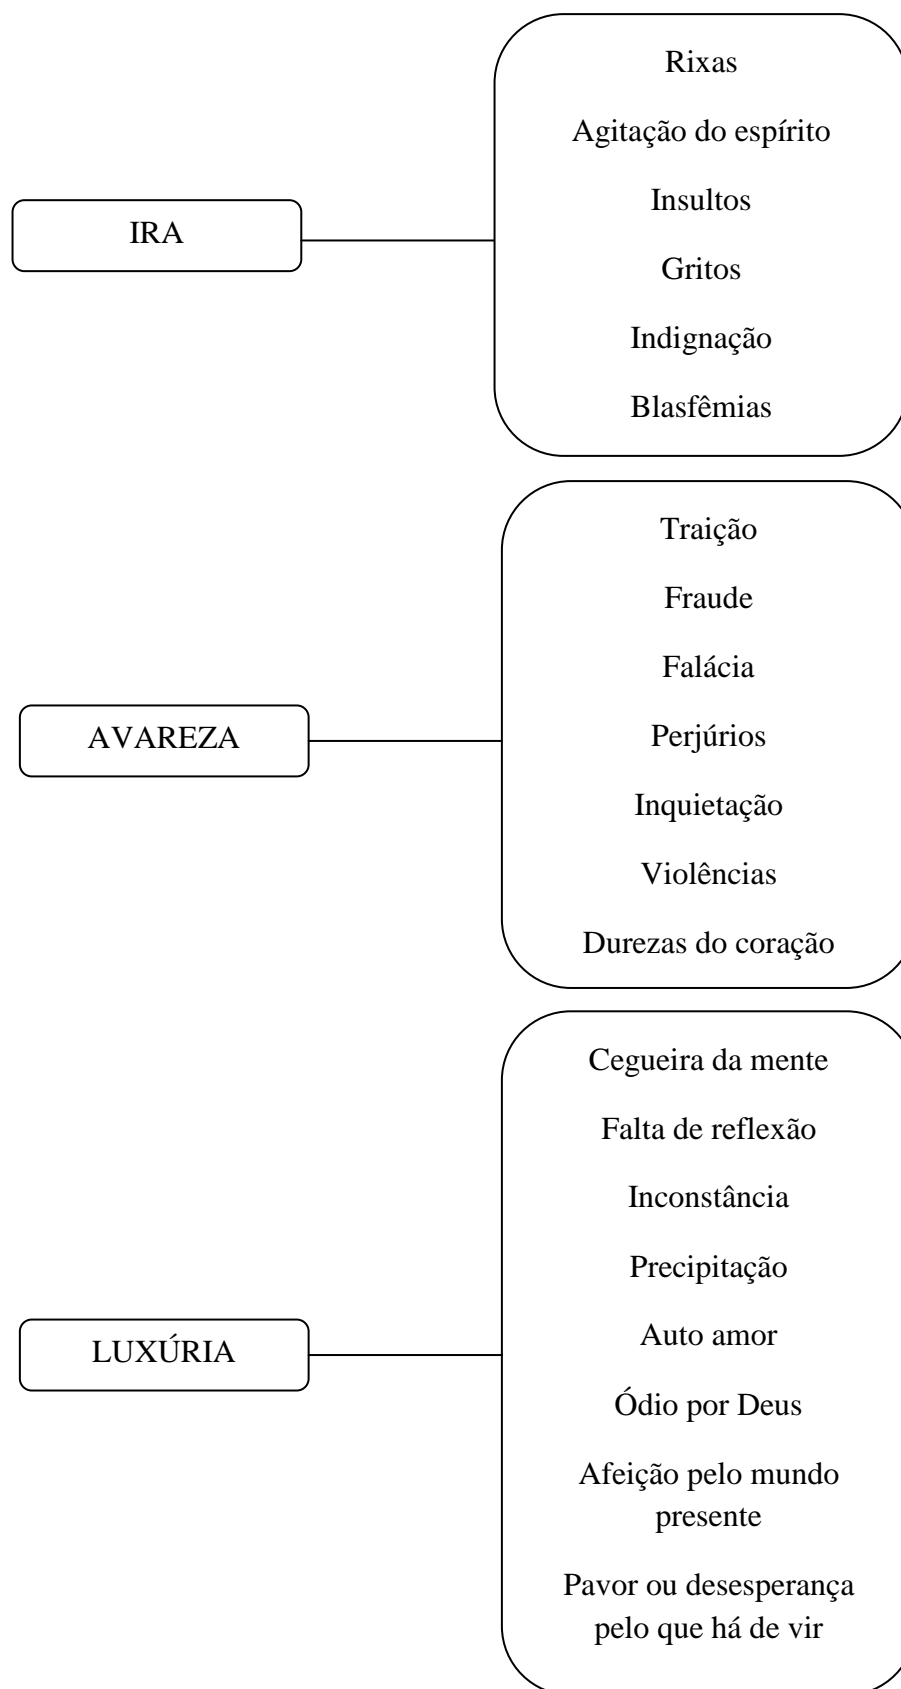 IRA
Rixas
Agitação do espírito
Insultos
Gritos
Indignação
Blasfêmias
AVAREZA
Traição
Fraude
Falácia
Perjúrios
Inquietação
Violências
Durezas do coração
LUXÚRIA
Cegueira da mente
Falta de reflexão
Inconstância
Precipitação
Auto amor
Ódio por Deus
Afeição pelo mundo
presente
Pavor ou desesperança
pelo que há de vir